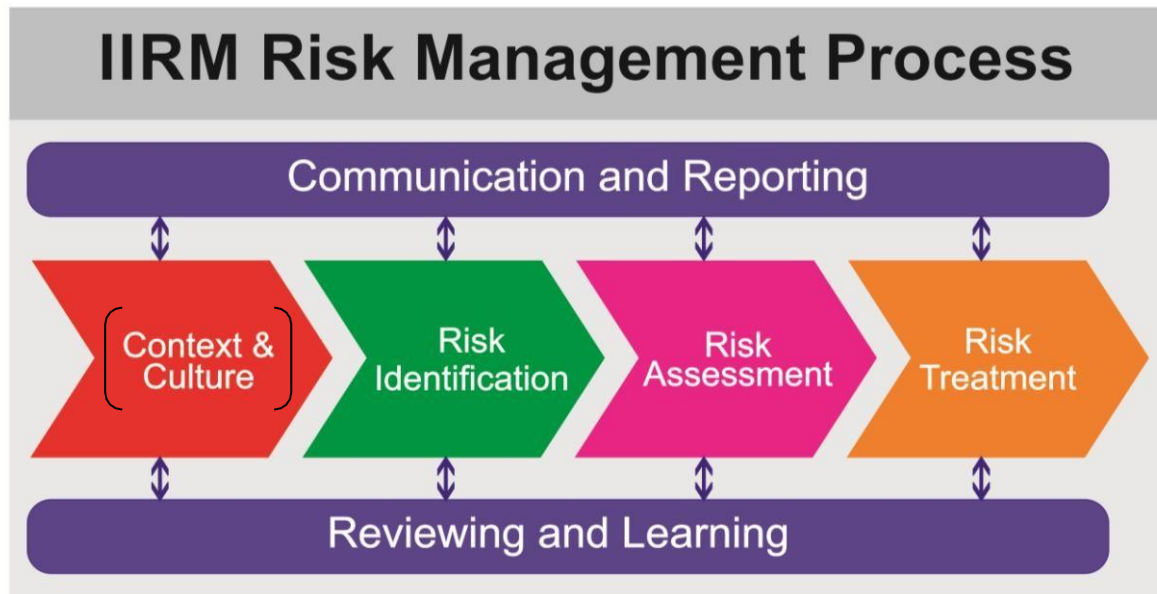 IIRM Risk Management Process
Communication and Reporting
Context &
Culture
Risk
Identification
Risk
Assessment
Risk
Treatment
Reviewing and Learning